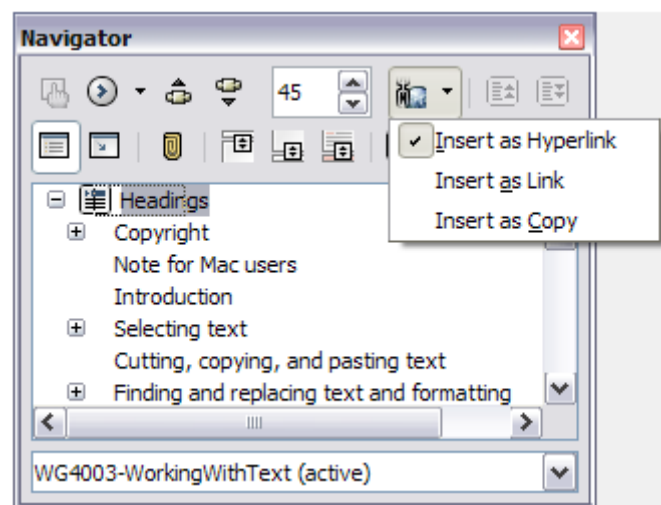 Navigator
45
Insert as Hyperlink
Insert as Link
Insert as Copy
Headings
Copyright
Note for Mac users
Introduction
Selecting text
Cutting, copying, and pasting text
Finding and replacing text and formatting
WG4003-WorkingWithText (active)